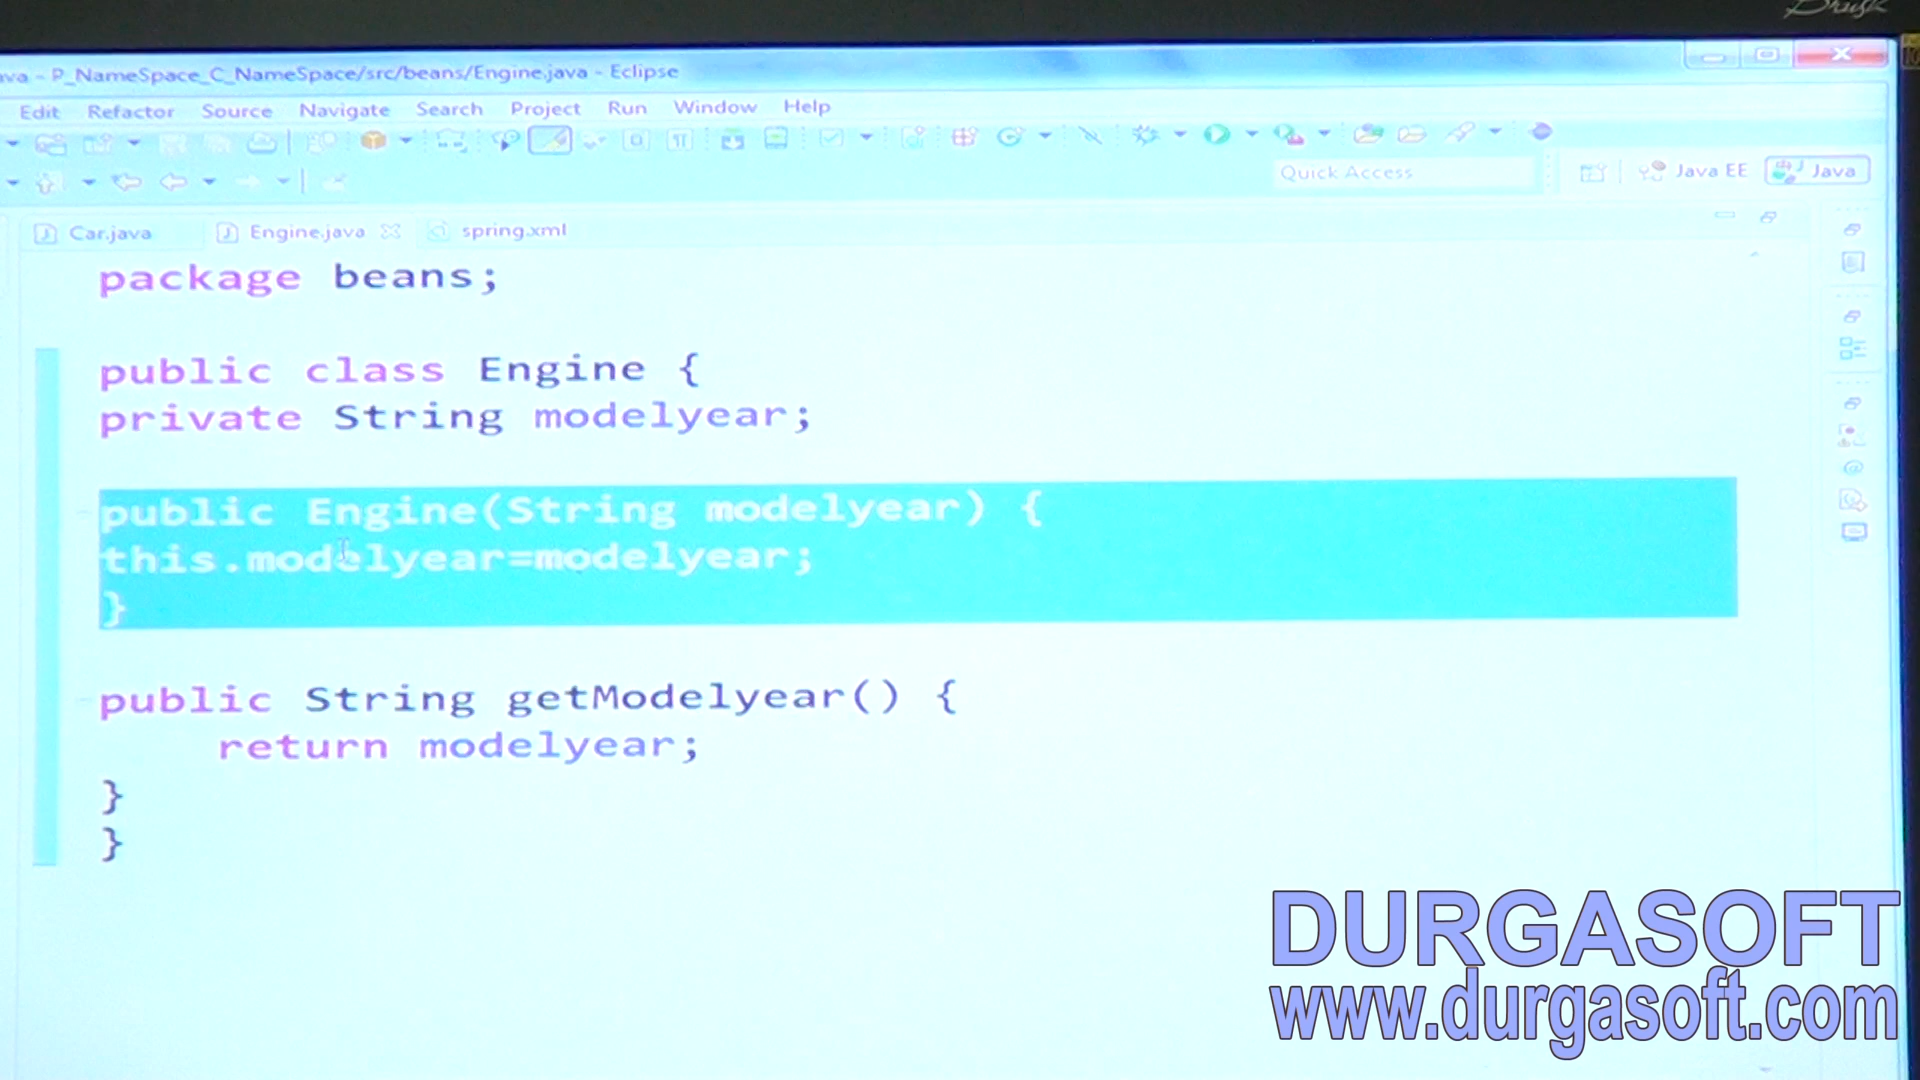 ava - P_NameSpace_C_NameSpace/src/beans/Engine.java - Eclipse
Edit Refactor Source Navigate Search Project Run Window Help
Quick Access
Java EE
Java
Car.java
Engine.java
spring.xml
package beans;
public class Engine {
private String modelyear;
public Engine(String modelyear) {
this.modelyear=modelyear;
}
public String getModelyear() {
return modelyear;
}
}
DURGASOFT
www.durgasoft.com